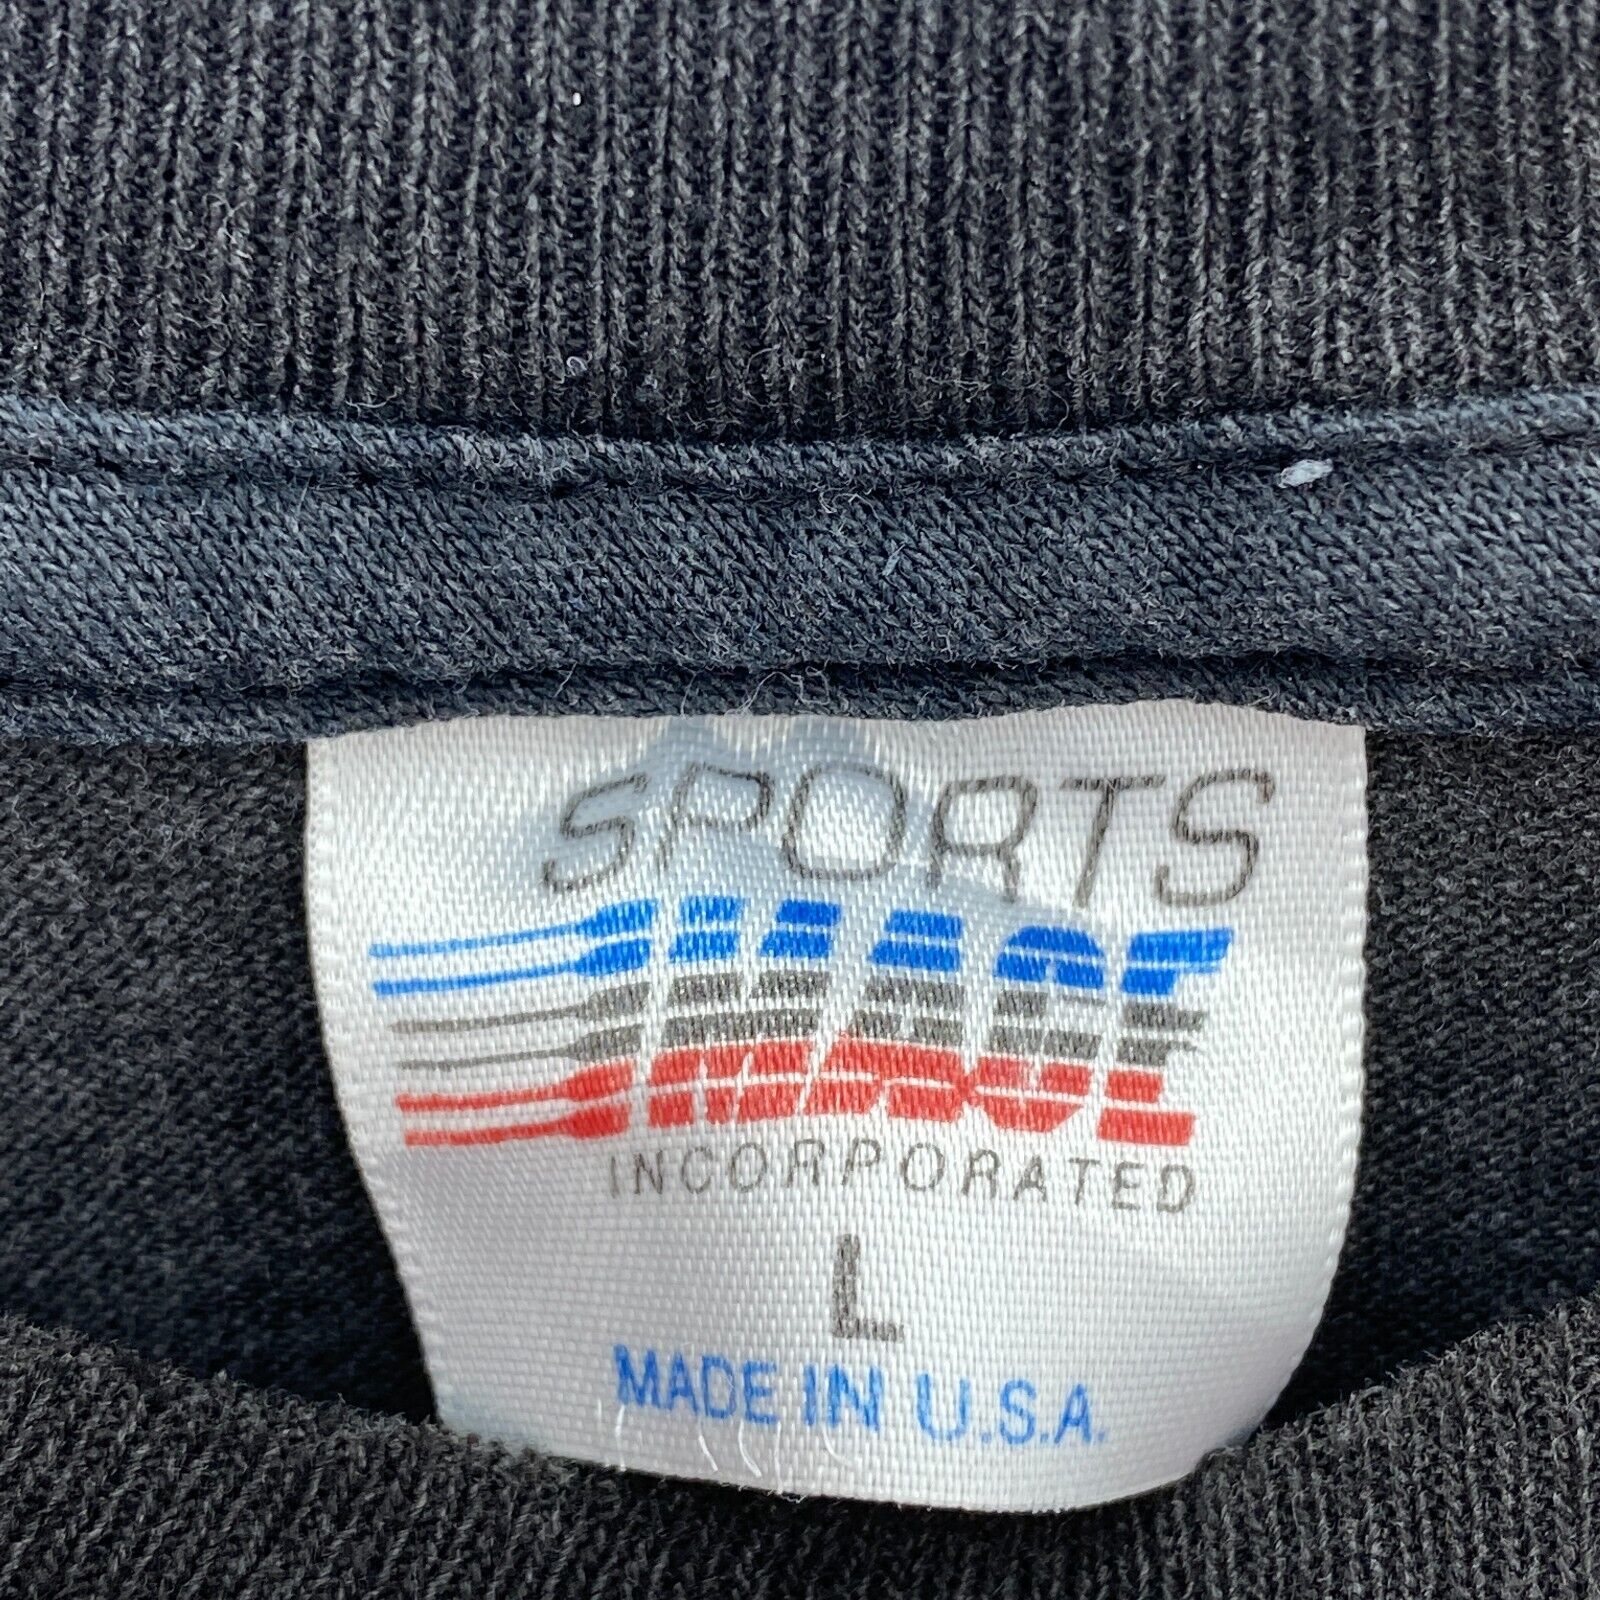 SPORTS
IMAGE
INCORPORATED
L
MADE IN U.S.A.